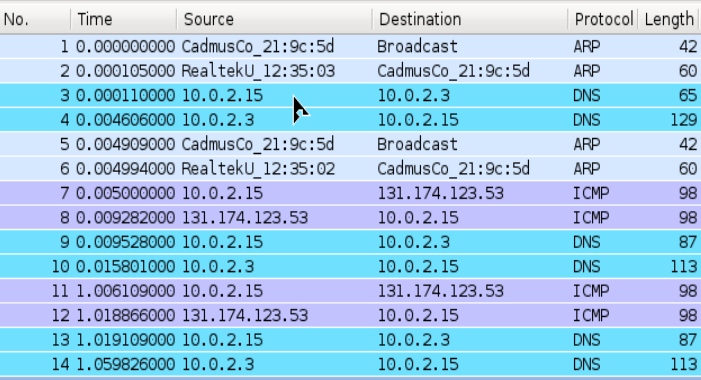 No. Time Source Destination Protocol Length
1 0.000000000 CadmusCo_21:9c:5d Broadcast ARP 42
2 0.000105000 RealtekU_12:35:03 CadmusCo_21:9c:5d ARP 60
3 0.000110000 10.0.2.15 10.0.2.3 DNS 65
4 0.004606000 10.0.2.3 10.0.2.15 DNS 129
5 0.004909000 CadmusCo_21:9c:5d Broadcast ARP 42
6 0.004994000 RealtekU_12:35:02 CadmusCo_21:9c:5d ARP 60
7 0.005000000 10.0.2.15 131.174.123.53 ICMP 98
8 0.009282000 131.174.123.53 10.0.2.15 ICMP 98
9 0.009528000 10.0.2.15 10.0.2.3 DNS 87
10 0.015801000 10.0.2.3 10.0.2.15 DNS 113
11 1.006109000 10.0.2.15 131.174.123.53 ICMP 98
12 1.018866000 131.174.123.53 10.0.2.15 ICMP 98
13 1.019109000 10.0.2.15 10.0.2.3 DNS 87
14 1.059826000 10.0.2.3 10.0.2.15 DNS 113